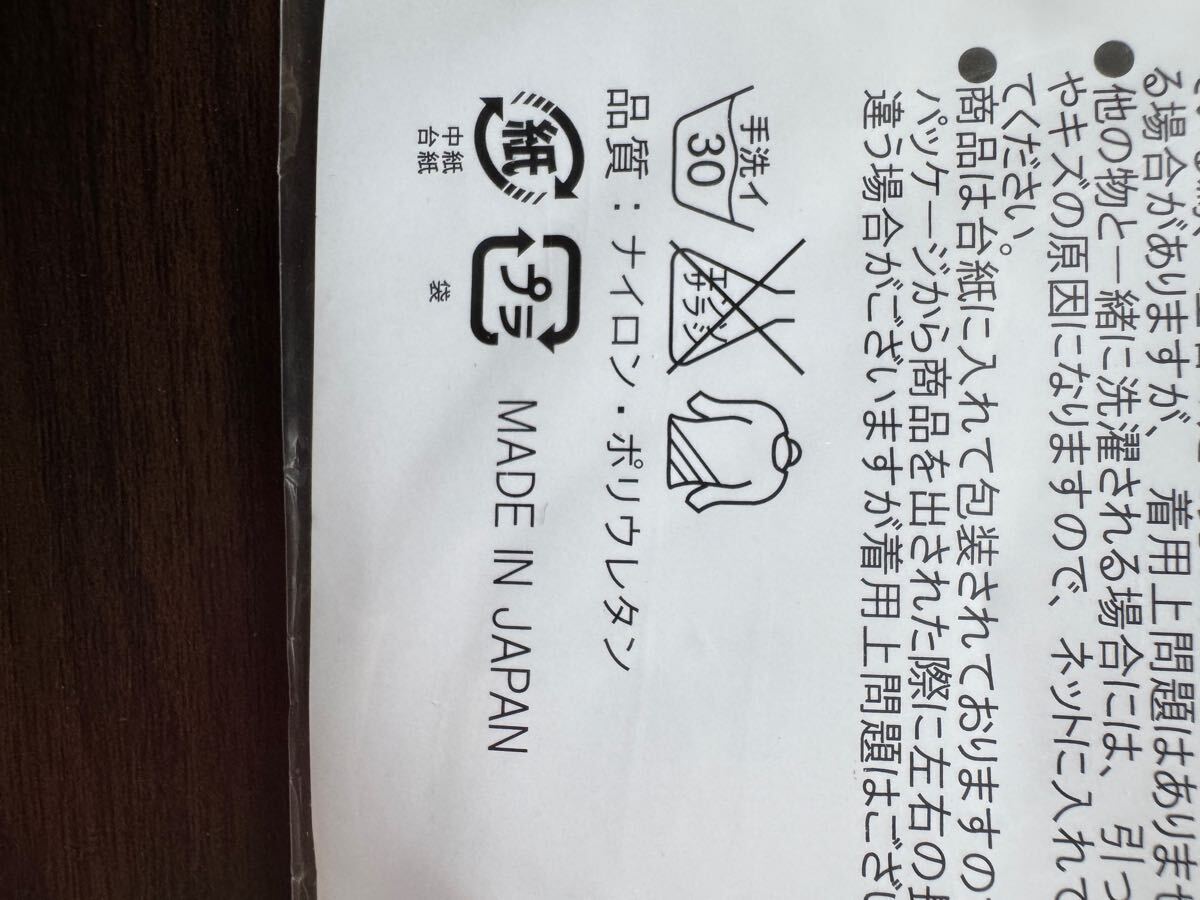 る場合がありますが、着用上問題はありませ
●他の物と一緒に洗濯される場合には、引っ
やキズの原因になりますので、ネットに入れて
てください。
●商品は台紙に入れて包装されておりますの
パッケージから商品を出された際に左右の長
違う場合がございますが着用上問題はござい
手洗イ
30
エンソ
サラシ
品質：ナイロン・ポリウレタン
紙
プラ
MADE IN JAPAN
中紙
台紙
袋